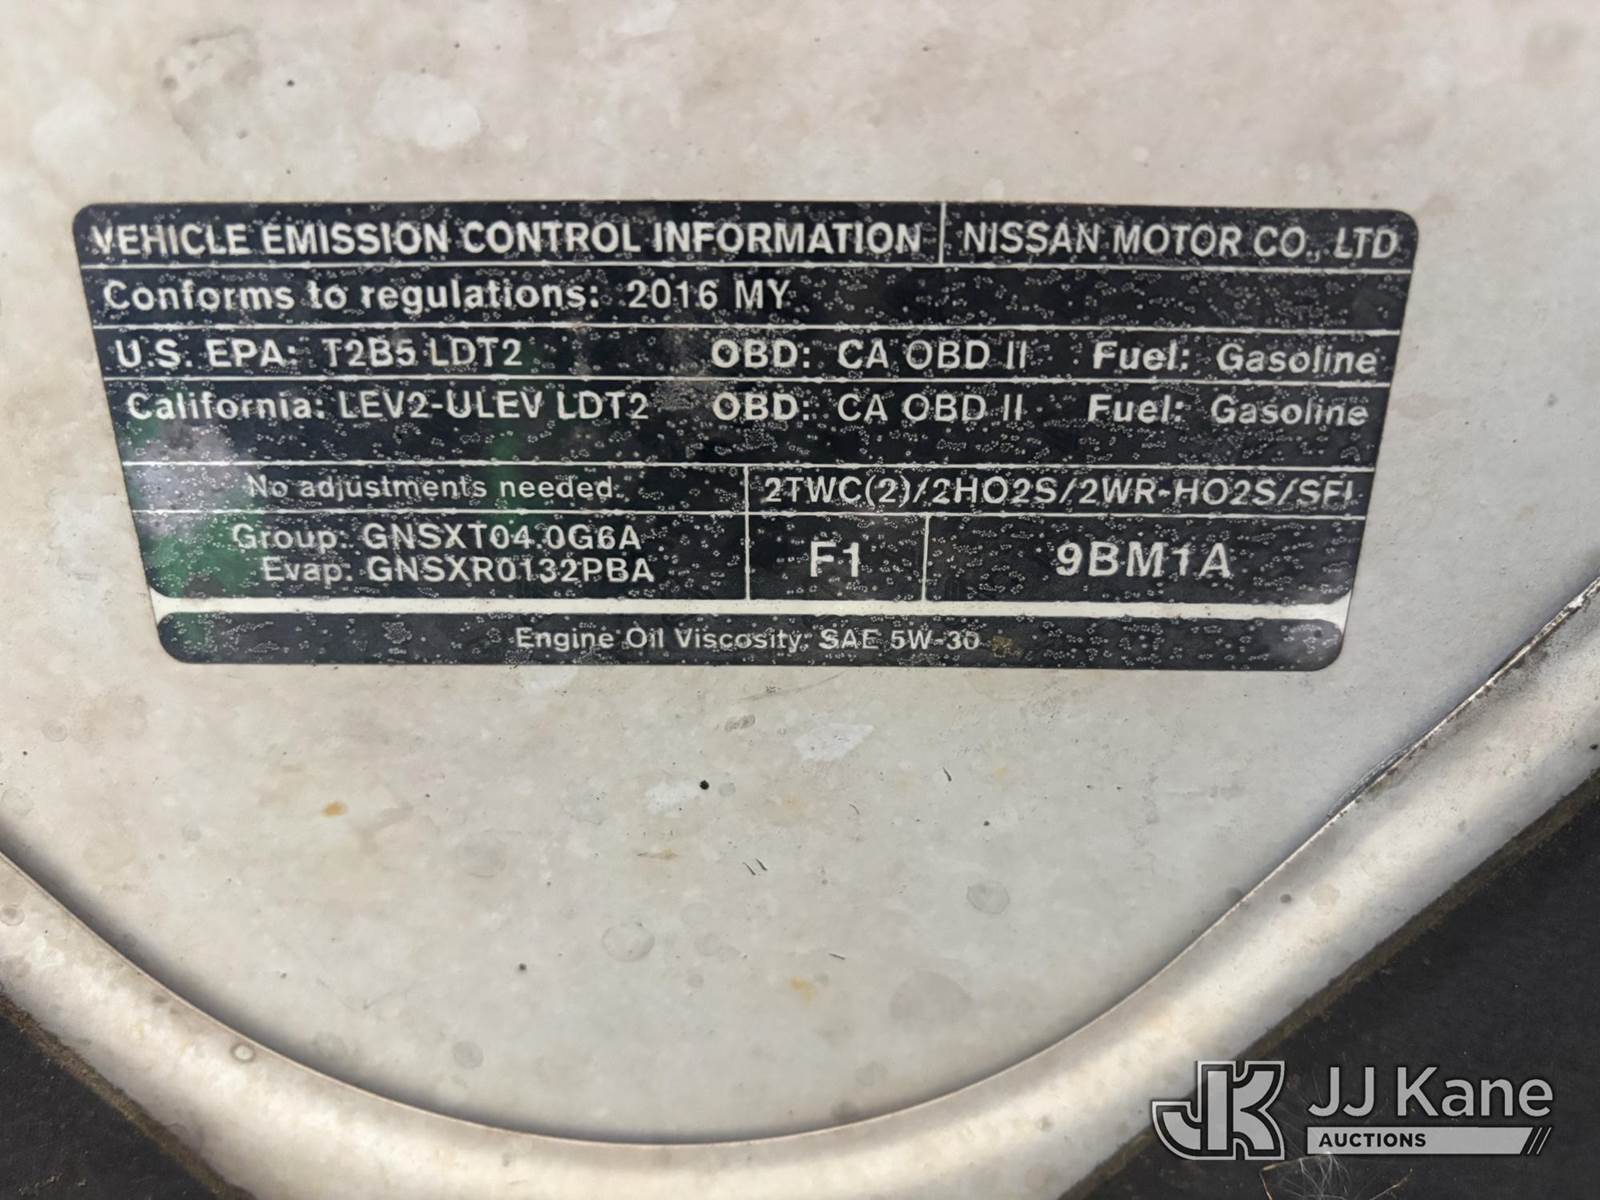 VEHICLE EMISSION CONTROL INFORMATION NISSAN MOTOR CO., LTD
Conforms to regulations: 2016 MY
U.S. EPA: T2B5 LDT2 OBD: CA OBD II Fuel: Gasoline
California: LEV2-ULEV LDT2 OBD: CA OBD II Fuel: Gasoline
No adjustments needed. 2TWC(2)/2HO2S/2WR-HO2S/SFI
Group: GNSXT04.0G6A
Evap: GNSXR0132PBA
F1 9BM1A
Engine Oil Viscosity: SAE 5W-30
JK JJ Kane
AUCTIONS